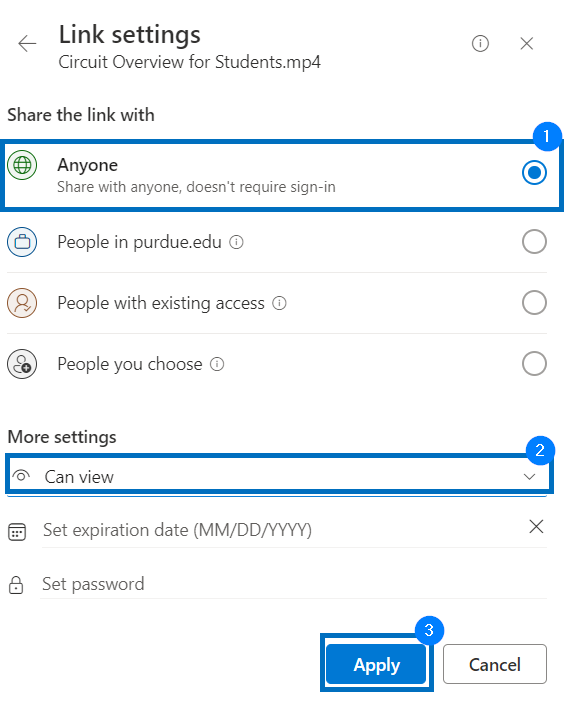 Link settings
Circuit Overview for Students.mp4
Share the link with
1
Anyone
Share with anyone, doesn't require sign-in
People in purdue.edu
People with existing access
People you choose
More settings
2
Can view
Set expiration date (MM/DD/YYYY)
Set password
3
Apply
Cancel